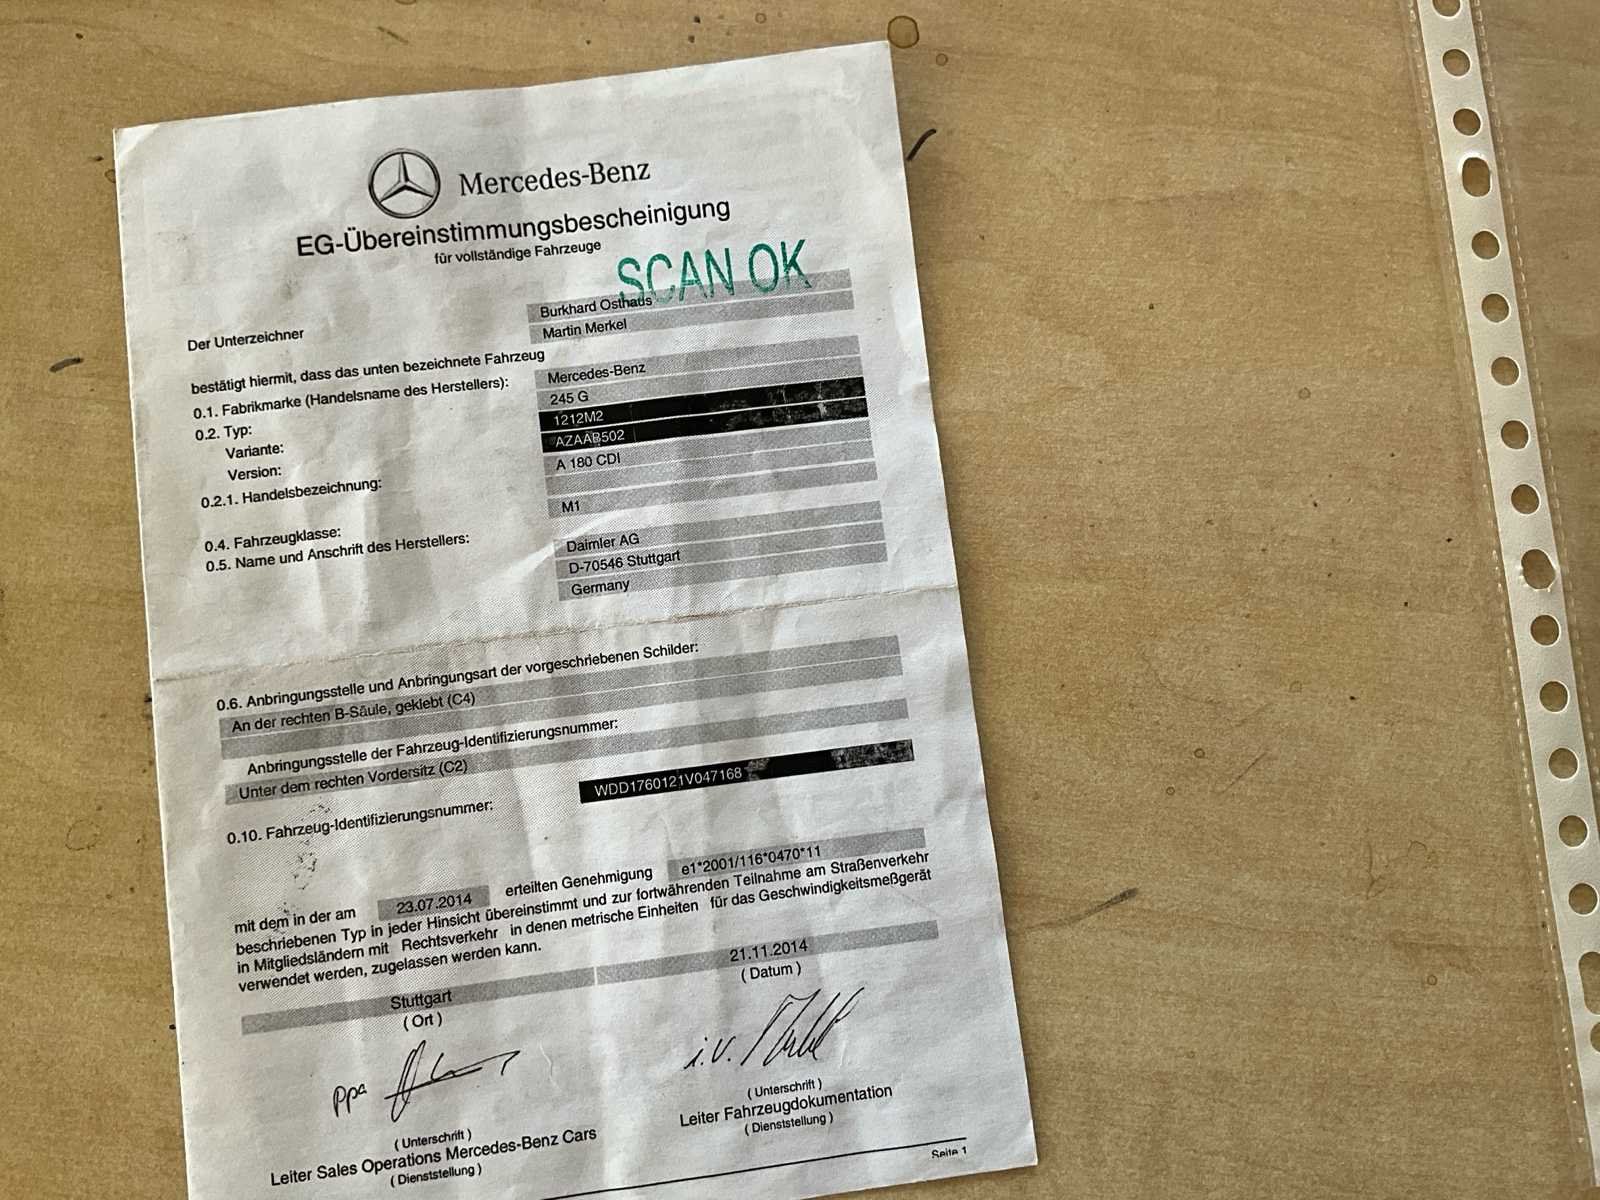 Mercedes-Benz
EG-Übereinstimmungsbescheinigung
für vollständige Fahrzeuge
SCAN OK
Der Unterzeichner
Burkhard Osthaus
Martin Merkel
bestätigt hiermit, dass das unten bezeichnete Fahrzeug
0.1. Fabrikmarke (Handelsname des Herstellers): Mercedes-Benz
0.2. Typ: 245 G
Variante: 1212M2
Version: AZAAB502
0.2.1. Handelsbezeichnung: A 180 CDI
0.4. Fahrzeugklasse: M1
0.5. Name und Anschrift des Herstellers: Daimler AG
D-70546 Stuttgart
Germany
0.6. Anbringungsstelle und Anbringungsart der vorgeschriebenen Schilder:
An der rechten B-Säule, geklebt (C4)
Anbringungsstelle der Fahrzeug-Identifizierungsnummer:
Unter dem rechten Vordersitz (C2)
0.10. Fahrzeug-Identifizierungsnummer: WDD1760121V047168
mit dem in der am 23.07.2014 erteilten Genehmigung e1*2001/116*0470*11
beschriebenen Typ in jeder Hinsicht übereinstimmt und zur fortwährenden Teilnahme am Straßenverkehr
in Mitgliedsländern mit Rechtsverkehr in denen metrische Einheiten für das Geschwindigkeitsmeßgerät
verwendet werden, zugelassen werden kann.
Stuttgart 21.11.2014
( Ort ) ( Datum )
ppa i.V.
( Unterschrift ) ( Unterschrift )
Leiter Sales Operations Mercedes-Benz Cars Leiter Fahrzeugdokumentation
( Dienststellung ) ( Dienststellung )
Seite 1